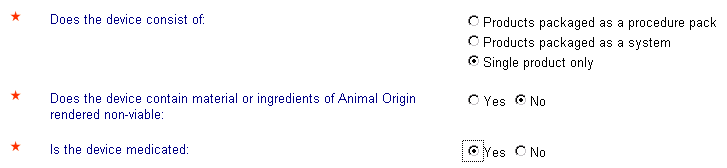 Does the device consist of:
Products packaged as a procedure pack
Products packaged as a system
Single product only
Does the device contain material or ingredients of Animal Origin
rendered non-viable:
Yes No
Is the device medicated:
Yes No